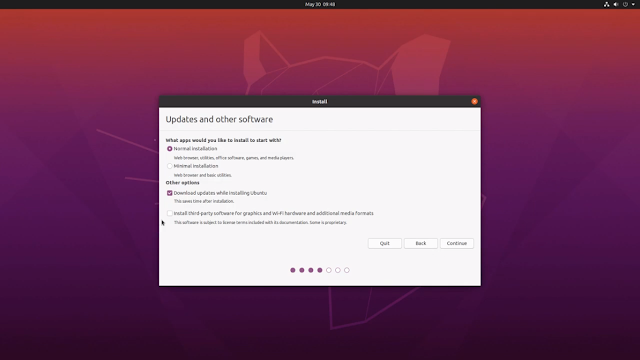 May 30 09:48
Install
Updates and other software
What apps would you like to install to start with?
Normal installation
Web browser, utilities, office software, games, and media players.
Minimal installation
Web browser and basic utilities.
Other options
Download updates while installing Ubuntu
This saves time after installation.
Install third-party software for graphics and Wi-Fi hardware and additional media formats
This software is subject to license terms included with its documentation. Some is proprietary.
Quit Back Continue